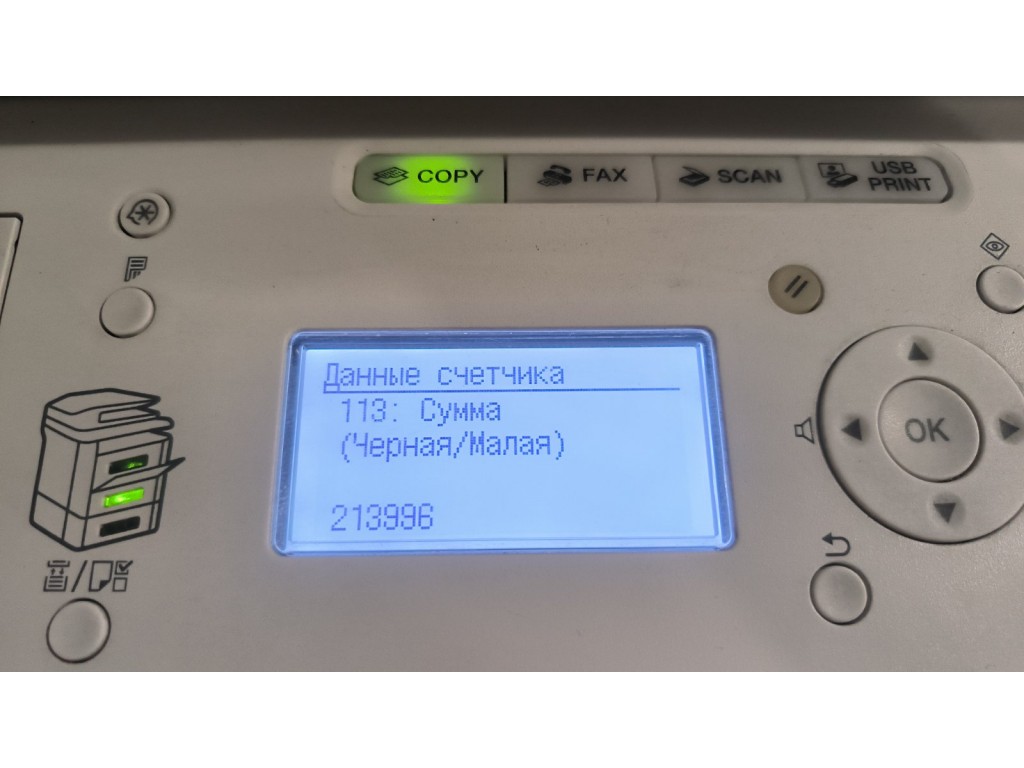 COPY
FAX
SCAN
USB
PRINT
Данные счетчика
113: Сумма
(Черная/Малая)
213996
OK